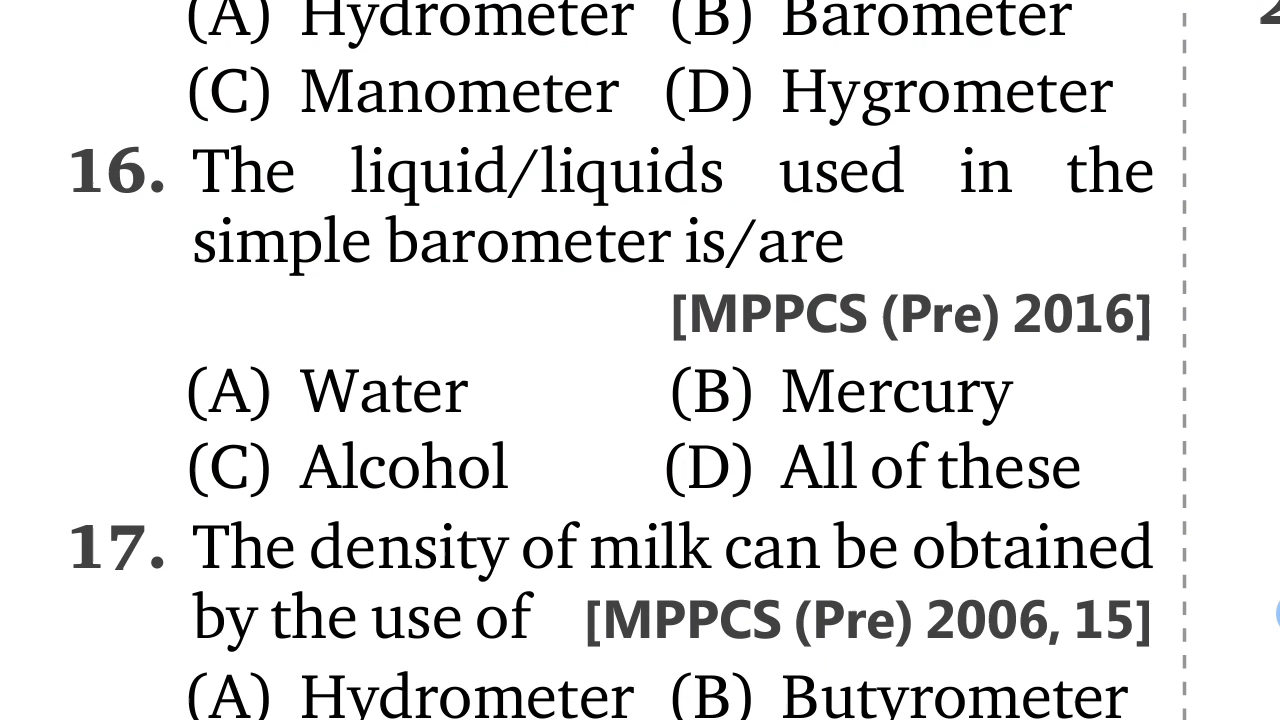 (A) Hydrometer (B) Barometer
(C) Manometer (D) Hygrometer
16. The liquid/liquids used in the
simple barometer is/are
[MPPCS (Pre) 2016]
(A) Water (B) Mercury
(C) Alcohol (D) All of these
17. The density of milk can be obtained
by the use of [MPPCS (Pre) 2006, 15]
(A) Hydrometer (B) Butyrometer